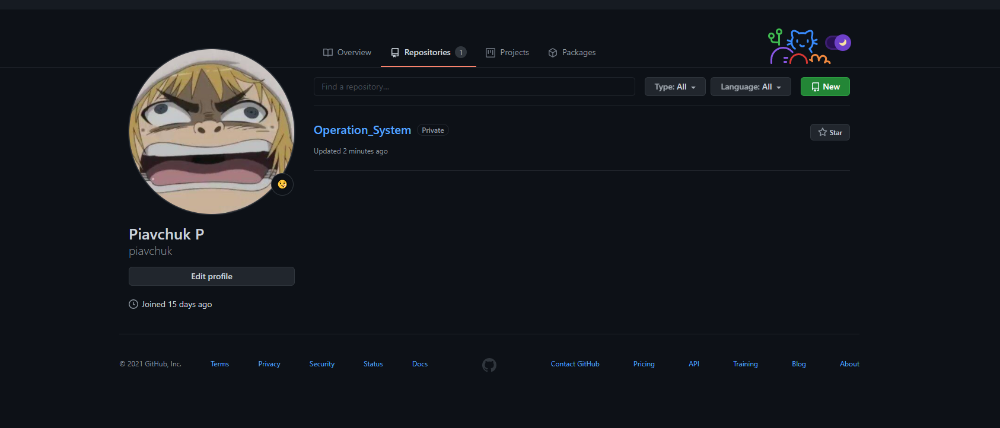 Overview Repositories 1 Projects Packages
Find a repository... Type: All Language: All New
Operation_System Private Star
Updated 2 minutes ago
Piavchuk P
piavchuk
Edit profile
Joined 15 days ago
© 2021 GitHub, Inc. Terms Privacy Security Status Docs Contact GitHub Pricing API Training Blog About